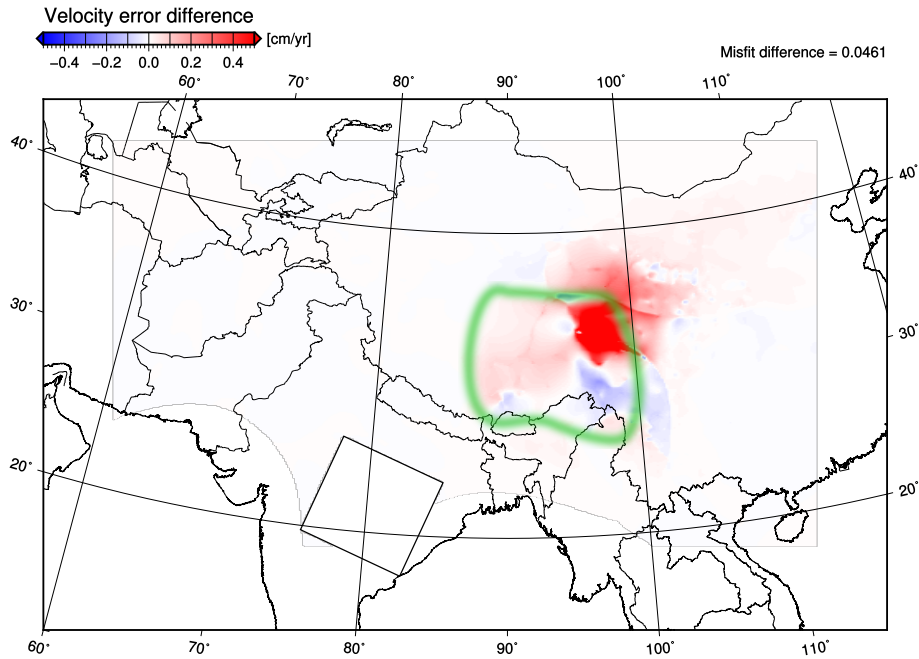 Velocity error difference
[cm/yr]
−0.4 −0.2 0.0 0.2 0.4
Misfit difference = 0.0461
60° 70° 80° 90° 100° 110°
40° 40°
30° 30°
20° 20°
60° 70° 80° 90° 100° 110°